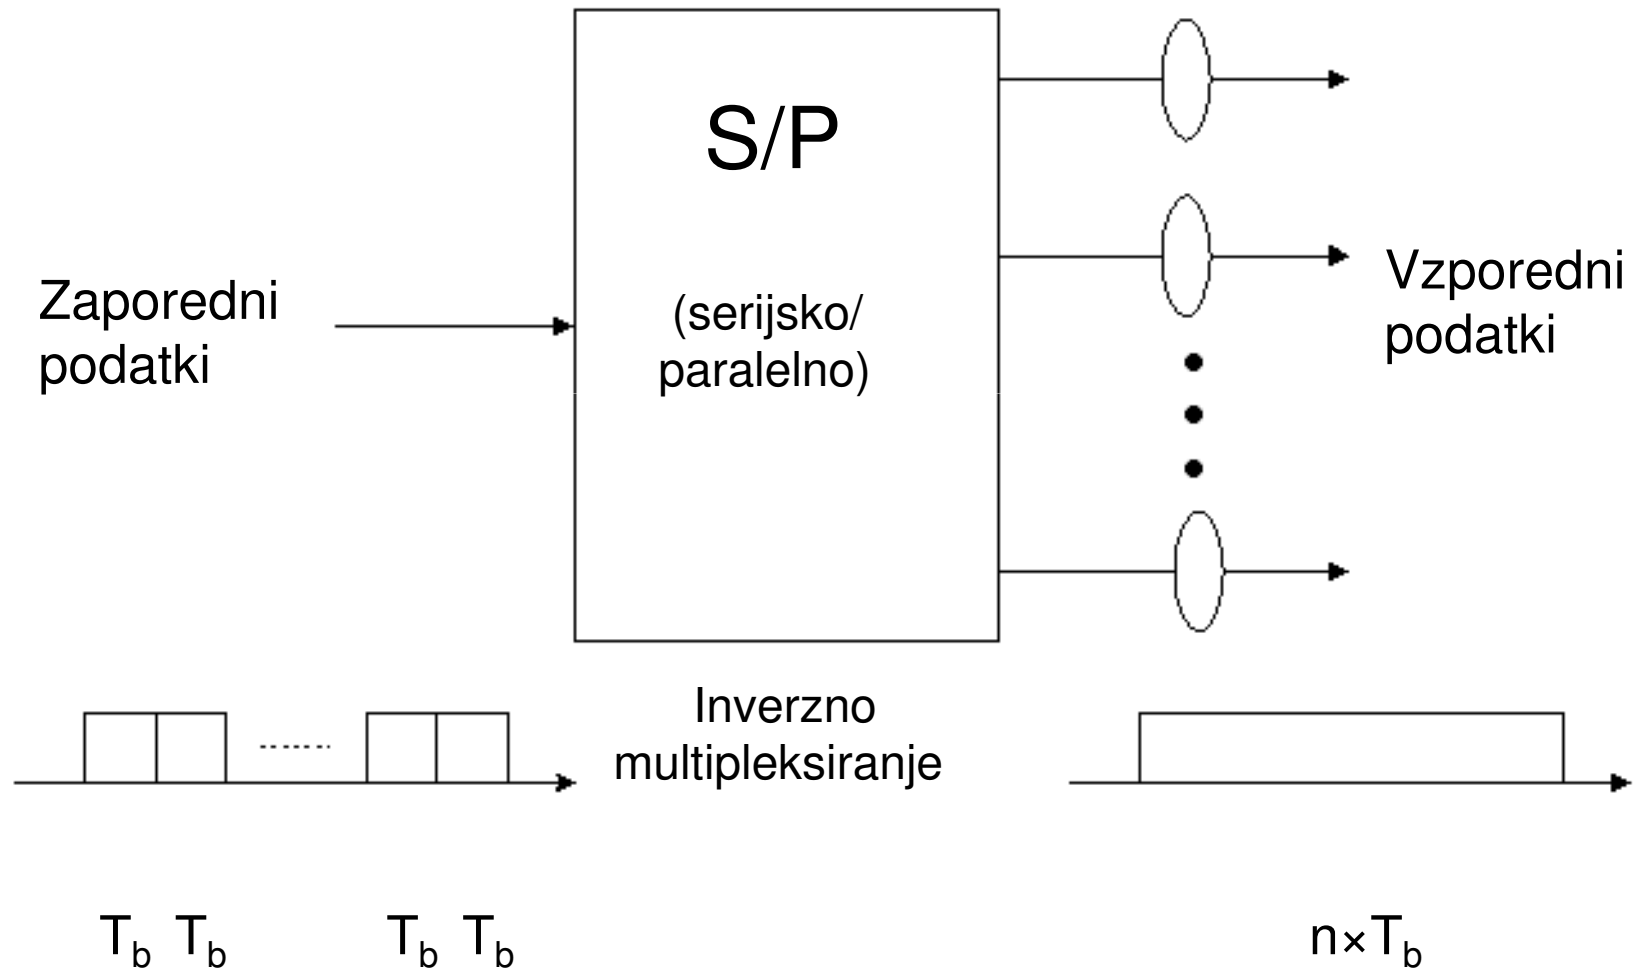 S/P
Zaporedni
podatki
(serijsko/
paralelno)
Vzporedni
podatki
Inverzno
multipleksiranje
Tb Tb Tb Tb
n×Tb